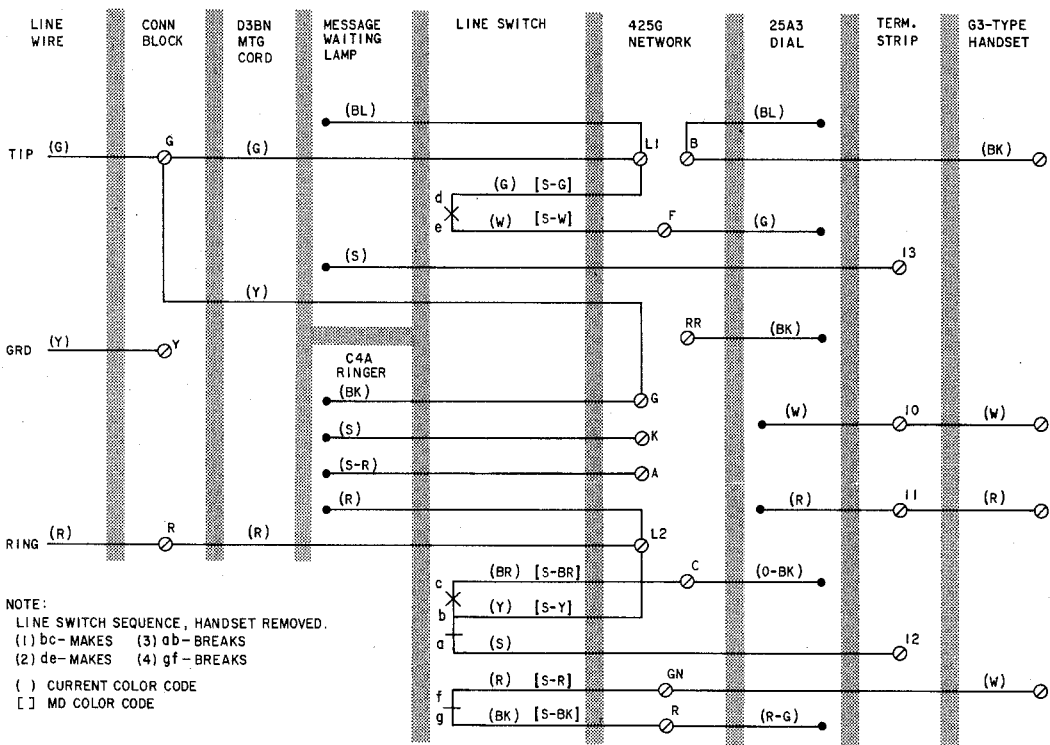 LINE WIRE
CONN BLOCK
D3BN MTG CORD
MESSAGE WAITING LAMP
LINE SWITCH
425G NETWORK
25A3 DIAL
TERM. STRIP
G3-TYPE HANDSET
(BL) (BL)
TIP (G) G (G) L1 B (BK)
d (G) [S-G]
e (W) [S-W] F (G)
(S) 13
(Y)
RR (BK)
GRD (Y) Y
C4A RINGER
(BK) G
(W) 10 (W)
(S) K
(S-R) A
(R) (R) 11 (R)
RING (R) R (R) L2
c (BR) [S-BR] C (O-BK)
b (Y) [S-Y]
a (S) 12
f (R) [S-R] GN (W)
g (BK) [S-BK] R (R-G)
NOTE:
LINE SWITCH SEQUENCE, HANDSET REMOVED.
(1) bc-MAKES (3) ab-BREAKS
(2) de-MAKES (4) gf-BREAKS
( ) CURRENT COLOR CODE
[ ] MD COLOR CODE